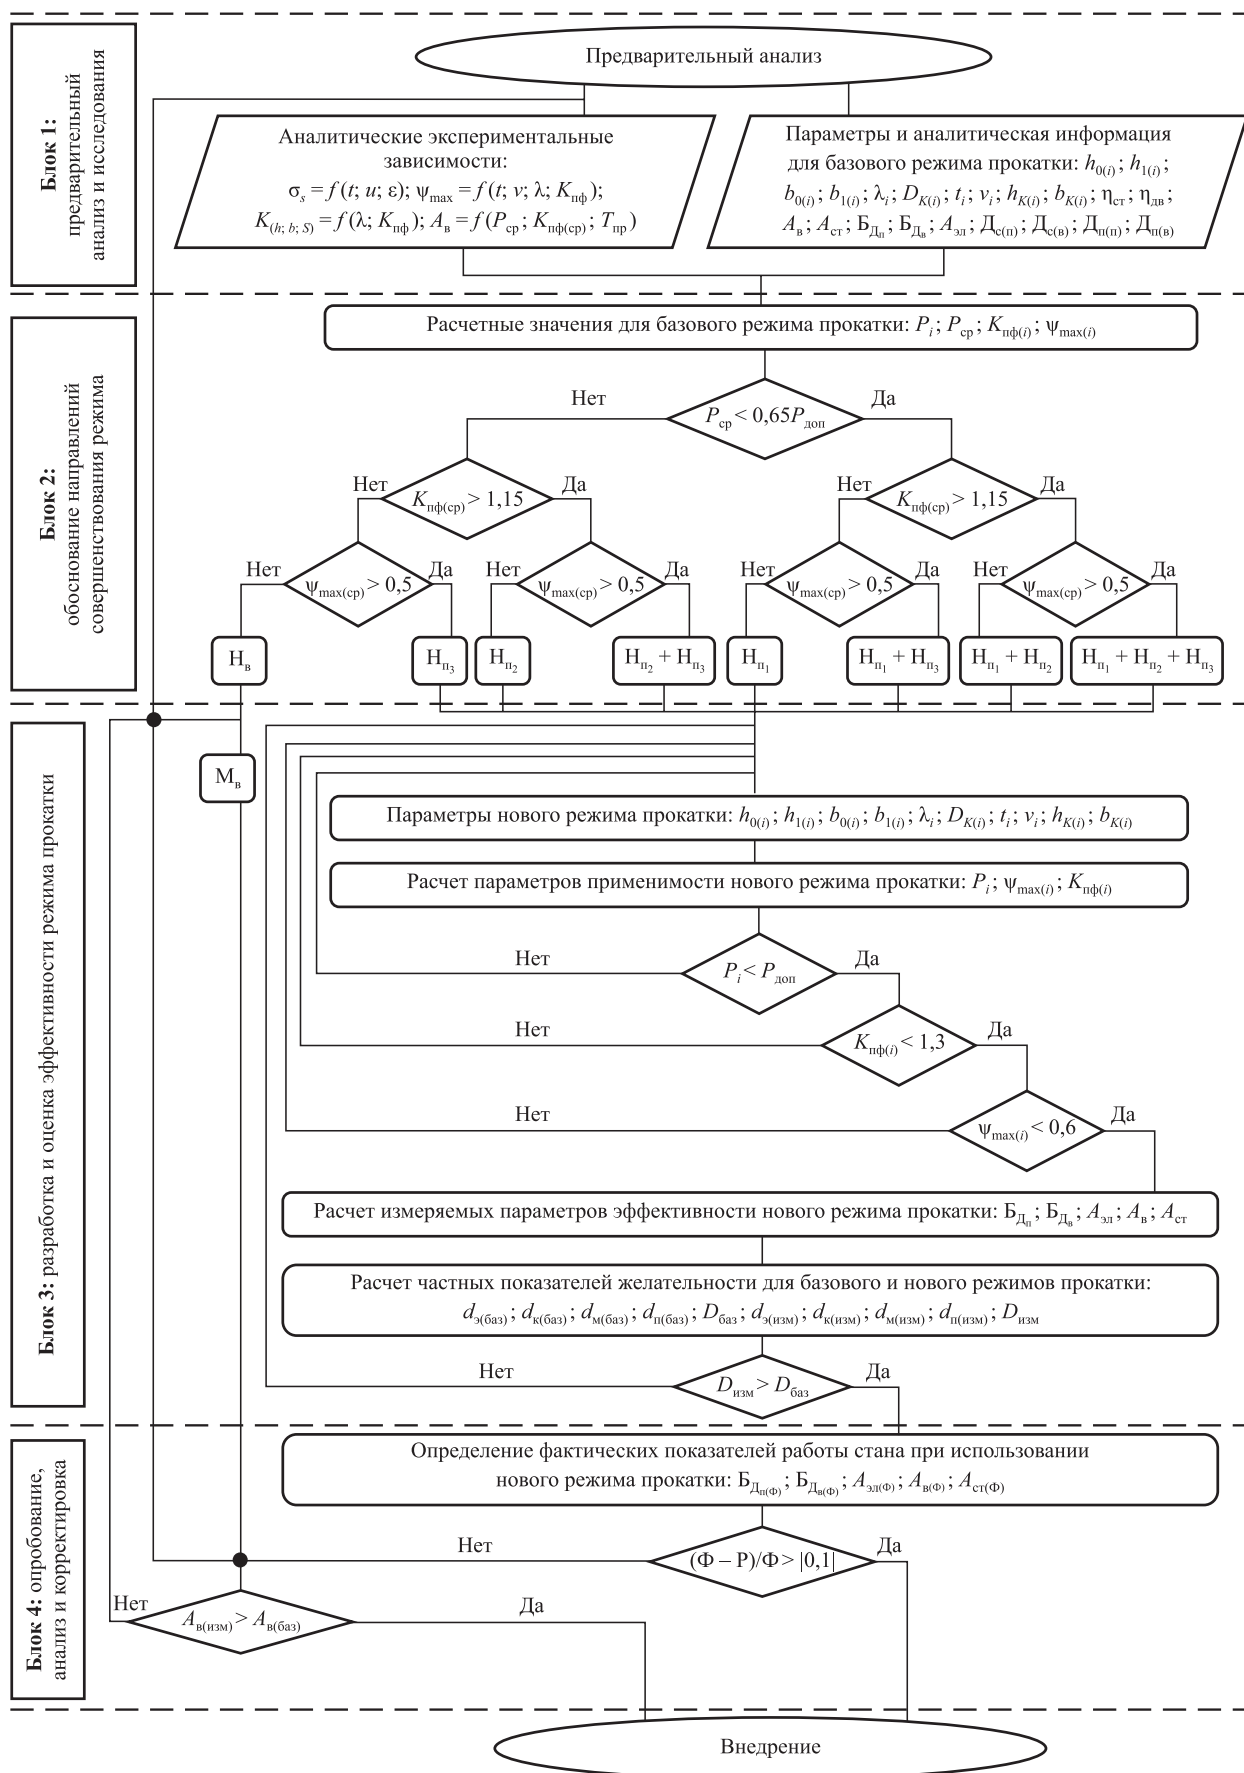 Блок 1:
предварительный
анализ и исследования
Предварительный анализ
Аналитические экспериментальные
зависимости:
σs = f(t; u; ε); ψmax = f(t; v; λ; Kпф);
K(h; b; S) = f(λ; Kпф); Aв = f(Pср; Kпф(ср); Tпр)
Параметры и аналитическая информация
для базового режима прокатки: h0(i); h1(i);
b0(i); b1(i); λi; DK(i); ti; vi; hK(i); bK(i); ηст; ηдв;
Aв; Aст; БДп; БДв; Aэл; Дс(п); Дс(в); Дп(п); Дп(в)
Блок 2:
обоснование направлений
совершенствования режима
Расчетные значения для базового режима прокатки: Pi; Pср; Kпф(i); ψmax(i)
Нет
Pср < 0,65Pдоп
Да
Нет
Kпф(ср) > 1,15
Да
Нет
Kпф(ср) > 1,15
Да
Нет
ψmax(ср) > 0,5
Да
Нет
ψmax(ср) > 0,5
Да
Нет
ψmax(ср) > 0,5
Да
Нет
ψmax(ср) > 0,5
Да
Нв
Нп3
Нп2
Нп2 + Нп3
Нп1
Нп1 + Нп3
Нп1 + Нп2
Нп1 + Нп2 + Нп3
Блок 3: разработка и оценка эффективности режима прокатки
Мв
Параметры нового режима прокатки: h0(i); h1(i); b0(i); b1(i); λi; DK(i); ti; vi; hK(i); bK(i)
Расчет параметров применимости нового режима прокатки: Pi; ψmax(i); Kпф(i)
Нет
Pi < Pдоп
Да
Нет
Kпф(i) < 1,3
Да
Нет
ψmax(i) < 0,6
Да
Расчет измеряемых параметров эффективности нового режима прокатки: БДп; БДв; Aэл; Aв; Aст
Расчет частных показателей желательности для базового и нового режимов прокатки:
dэ(баз); dк(баз); dм(баз); dп(баз); Dбаз; dэ(изм); dк(изм); dм(изм); dп(изм); Dизм
Нет
Dизм > Dбаз
Да
Блок 4: опробование,
анализ и корректировка
Определение фактических показателей работы стана при использовании
нового режима прокатки: БДп(Ф); БДв(Ф); Aэл(Ф); Aв(Ф); Aст(Ф)
Нет
(Ф – Р)/Ф > |0,1|
Да
Нет
Aв(изм) > Aв(баз)
Да
Внедрение